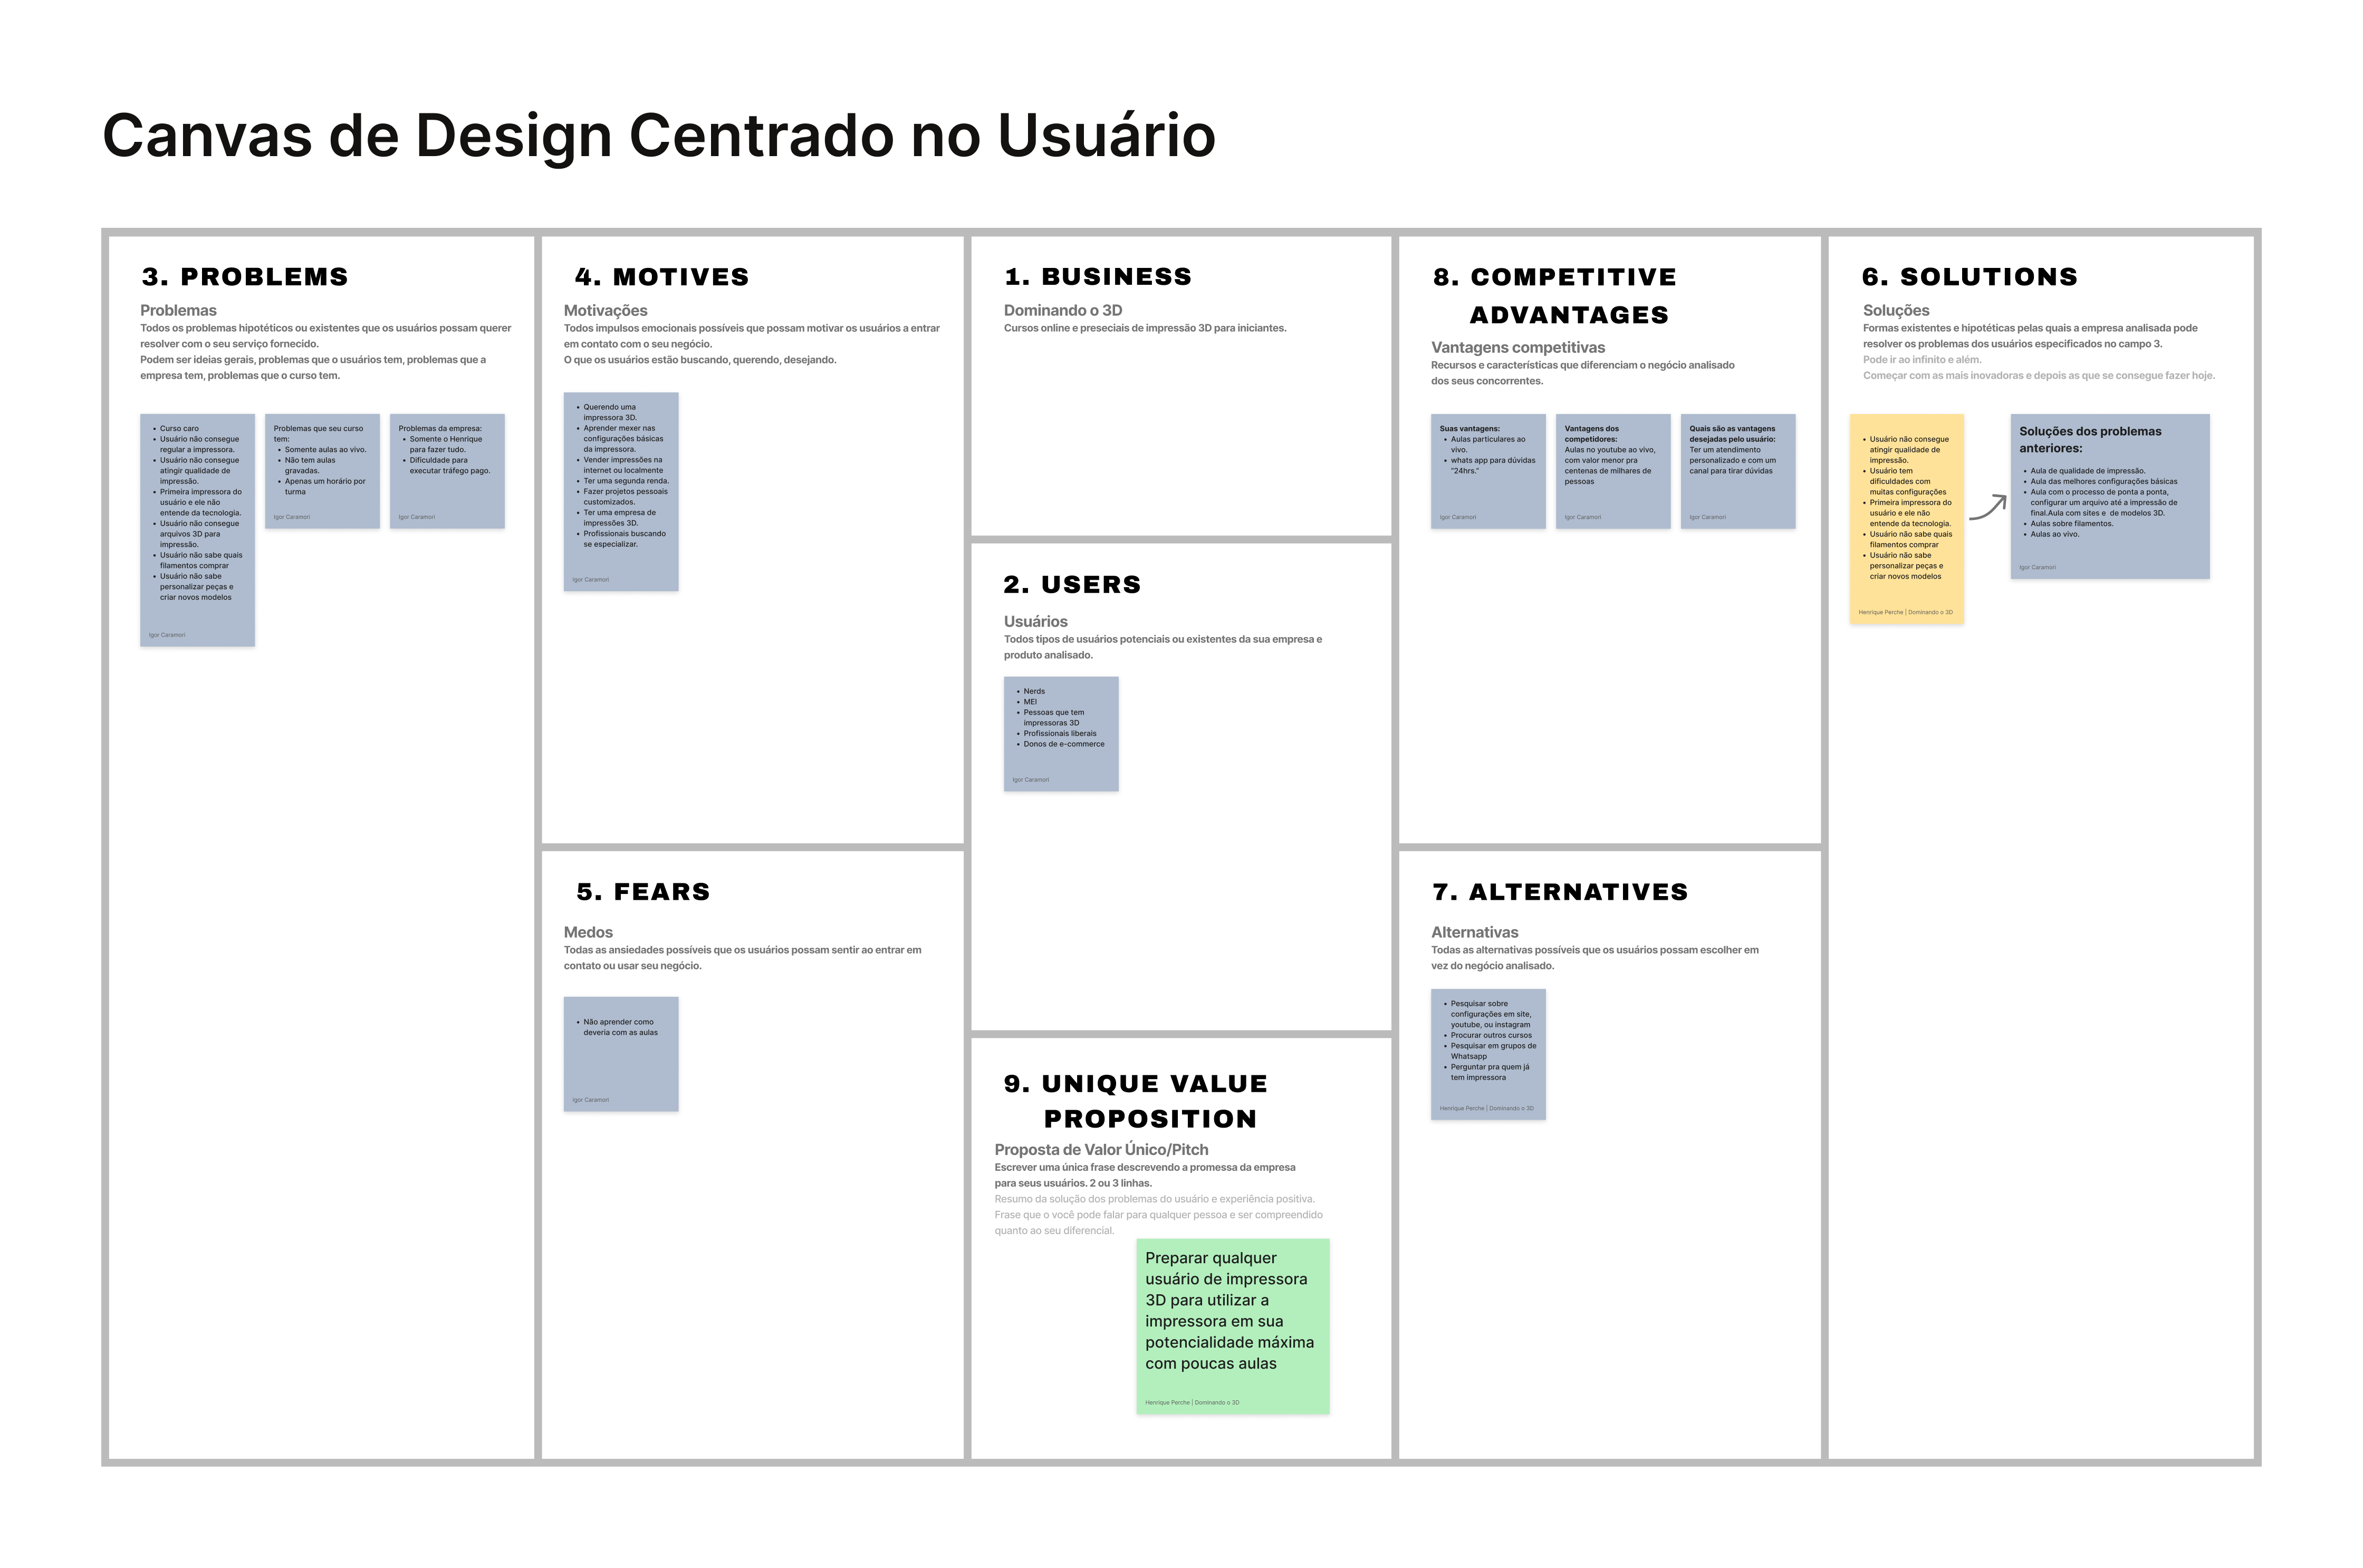 Canvas de Design Centrado no Usuário
3. PROBLEMS
Problemas
Todos os problemas hipotéticos ou existentes que os usuários possam querer
resolver com o seu serviço fornecido.
Podem ser ideias gerais, problemas que o usuários tem, problemas que a
empresa tem, problemas que o curso tem.
• Curso caro
• Usuário não consegue
regular a impressora.
• Usuário não consegue
atingir qualidade de
impressão.
• Primeira impressora do
usuário e ele não
entende da tecnologia.
• Usuário não consegue
arquivos 3D para
impressão.
• Usuário não sabe quais
filamentos comprar
• Usuário não sabe
personalizar peças e
criar novos modelos
Igor Caramori
Problemas que seu curso
tem:
• Somente aulas ao vivo.
• Não tem aulas
gravadas.
• Apenas um horário por
turma
Igor Caramori
Problemas da empresa:
• Somente o Henrique
para fazer tudo.
• Dificuldade para
executar tráfego pago.
Igor Caramori
4. MOTIVES
Motivações
Todos impulsos emocionais possíveis que possam motivar os usuários a entrar
em contato com o seu negócio.
O que os usuários estão buscando, querendo, desejando.
• Querendo uma
impressora 3D.
• Aprender mexer nas
configurações básicas
da impressora.
• Vender impressões na
internet ou localmente
• Ter uma segunda renda.
• Fazer projetos pessoais
customizados.
• Ter uma empresa de
impressões 3D.
• Profissionais buscando
se especializar.
Igor Caramori
5. FEARS
Medos
Todas as ansiedades possíveis que os usuários possam sentir ao entrar em
contato ou usar seu negócio.
• Não aprender como
deveria com as aulas
Igor Caramori
1. BUSINESS
Dominando o 3D
Cursos online e preseciais de impressão 3D para iniciantes.
2. USERS
Usuários
Todos tipos de usuários potenciais ou existentes da sua empresa e
produto analisado.
• Nerds
• MEI
• Pessoas que tem
impressoras 3D
• Profissionais liberais
• Donos de e-commerce
Igor Caramori
9. UNIQUE VALUE
PROPOSITION
Proposta de Valor Único/Pitch
Escrever uma única frase descrevendo a promessa da empresa
para seus usuários. 2 ou 3 linhas.
Resumo da solução dos problemas do usuário e experiência positiva.
Frase que o você pode falar para qualquer pessoa e ser compreendido
quanto ao seu diferencial.
Preparar qualquer
usuário de impressora
3D para utilizar a
impressora em sua
potencialidade máxima
com poucas aulas
Henrique Perche | Dominando o 3D
8. COMPETITIVE
ADVANTAGES
Vantagens competitivas
Recursos e características que diferenciam o negócio analisado
dos seus concorrentes.
Suas vantagens:
• Aulas particulares ao
vivo.
• whats app para dúvidas
"24hrs."
Igor Caramori
Vantagens dos
competidores:
Aulas no youtube ao vivo,
com valor menor pra
centenas de milhares de
pessoas
Igor Caramori
Quais são as vantagens
desejadas pelo usuário:
Ter um atendimento
personalizado e com um
canal para tirar dúvidas
Igor Caramori
7. ALTERNATIVES
Alternativas
Todas as alternativas possíveis que os usuários possam escolher em
vez do negócio analisado.
• Pesquisar sobre
configurações em site,
youtube, ou instagram
• Procurar outros cursos
• Pesquisar em grupos de
Whatsapp
• Perguntar pra quem já
tem impressora
Henrique Perche | Dominando o 3D
6. SOLUTIONS
Soluções
Formas existentes e hipotéticas pelas quais a empresa analisada pode
resolver os problemas dos usuários especificados no campo 3.
Pode ir ao infinito e além.
Começar com as mais inovadoras e depois as que se consegue fazer hoje.
• Usuário não consegue
atingir qualidade de
impressão.
• Usuário tem
dificuldades com
muitas configurações
• Primeira impressora do
usuário e ele não
entende da tecnologia.
• Usuário não sabe quais
filamentos comprar
• Usuário não sabe
personalizar peças e
criar novos modelos
Henrique Perche | Dominando o 3D
Soluções dos problemas
anteriores:
• Aula de qualidade de impressão.
• Aula das melhores configurações básicas
• Aula com o processo de ponta a ponta,
configurar um arquivo até a impressão de
final.Aula com sites e de modelos 3D.
• Aulas sobre filamentos.
• Aulas ao vivo.
Igor Caramori